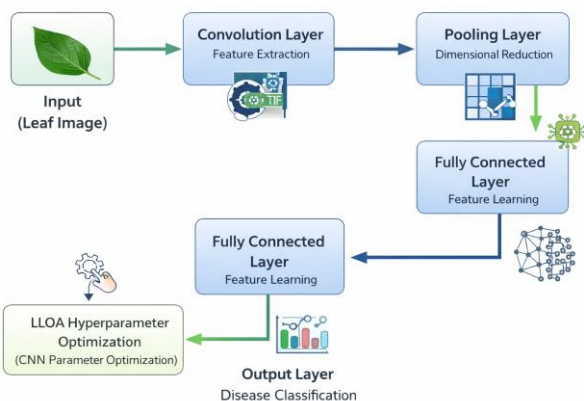 Input
(Leaf Image)
Convolution Layer
Feature Extraction
TIF
Pooling Layer
Dimensional Reduction
Fully Connected
Layer
Feature Learning
Fully Connected
Layer
Feature Learning
LLOA Hyperparameter
Optimization
(CNN Parameter Optimization)
Output Layer
Disease Classification